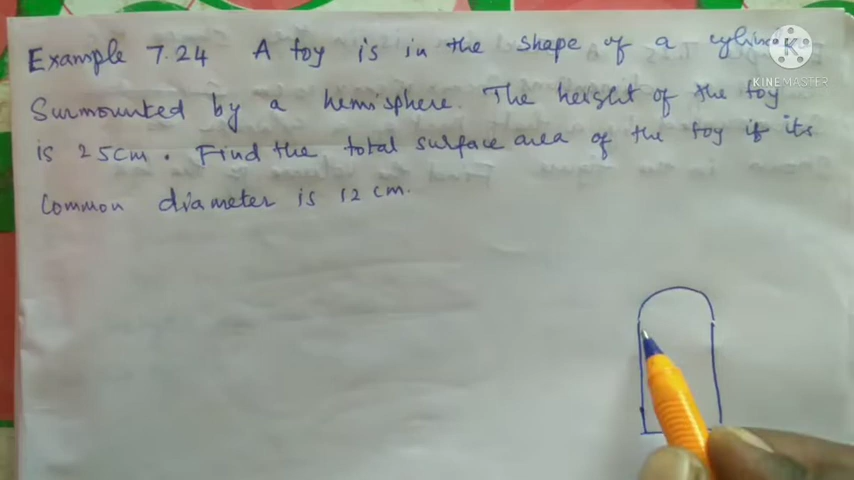 Example 7.24 A toy is in the shape of a
Surmounted by a hemisphere. The height of the toy
is 25cm. Find the total surface area of the toy if its
Common diameter is 12 cm.
KINEMASTER